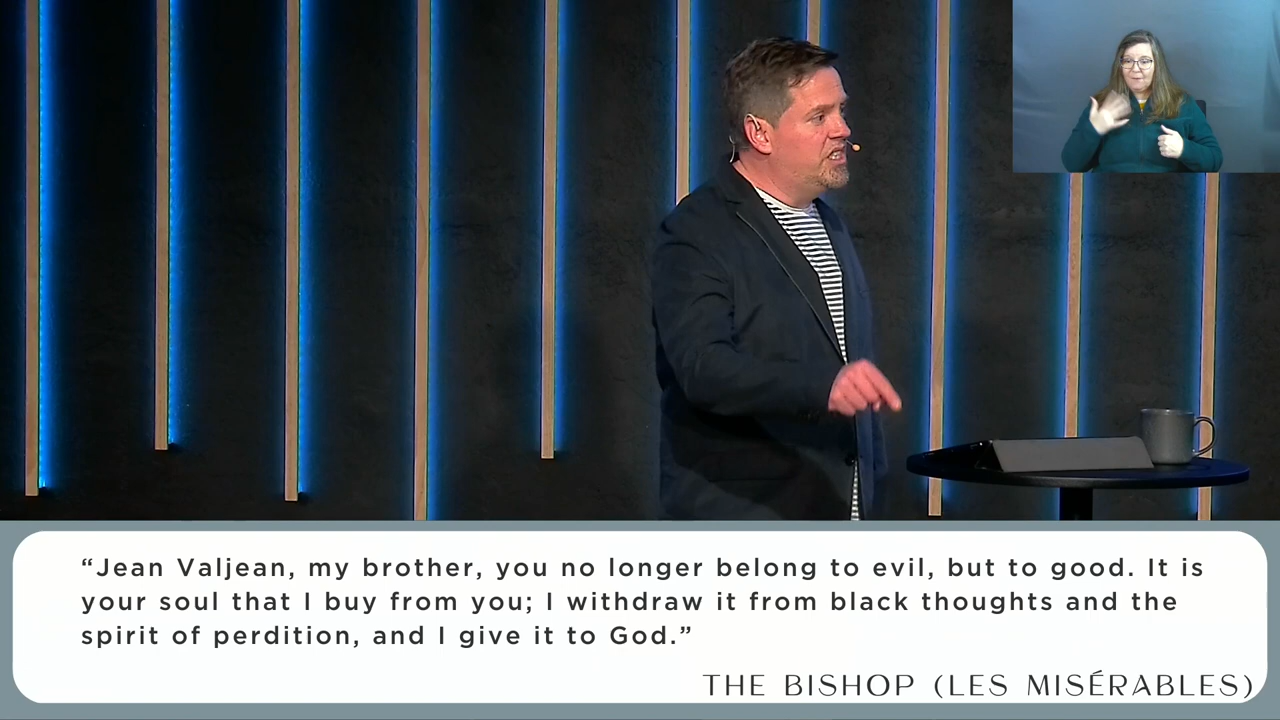 “Jean Valjean, my brother, you no longer belong to evil, but to good. It is
your soul that I buy from you; I withdraw it from black thoughts and the
spirit of perdition, and I give it to God.”
THE BISHOP (LES MISÉRABLES)